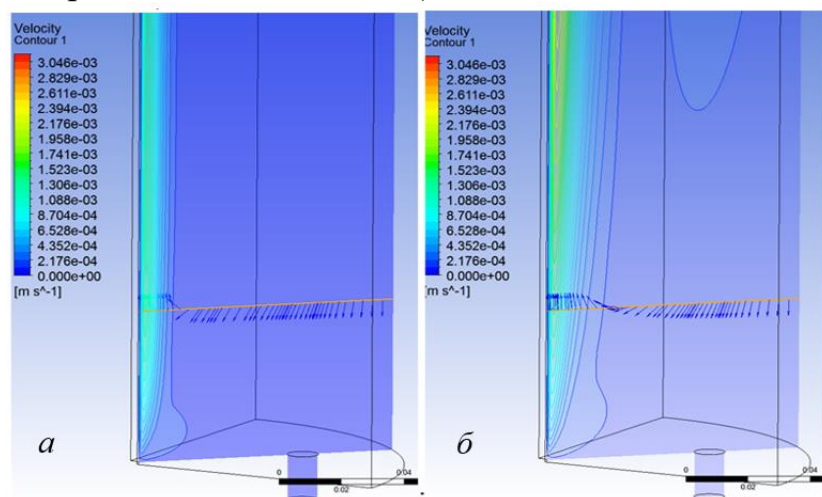 Velocity
Contour 1
3.046e-03
2.829e-03
2.611e-03
2.394e-03
2.176e-03
1.958e-03
1.741e-03
1.523e-03
1.306e-03
1.088e-03
8.704e-04
6.528e-04
4.352e-04
2.176e-04
0.000e+00
[m s^-1]
а
0
0.02
0.04
Velocity
Contour 1
3.046e-03
2.829e-03
2.611e-03
2.394e-03
2.176e-03
1.958e-03
1.741e-03
1.523e-03
1.306e-03
1.088e-03
8.704e-04
6.528e-04
4.352e-04
2.176e-04
0.000e+00
[m s^-1]
б
0
0.02
0.04